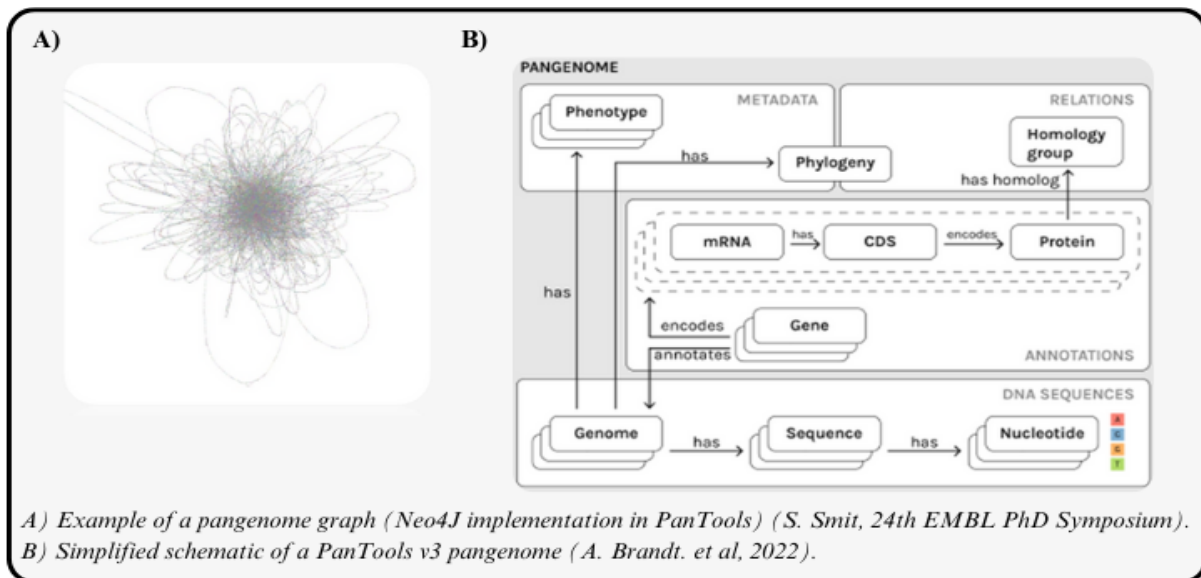 A)
B)
PANGENOME
METADATA
RELATIONS
Phenotype
Homology
group
has
Phylogeny
has homolog
mRNA
has
CDS
encodes
Protein
has
encodes
Gene
annotates
ANNOTATIONS
DNA SEQUENCES
Genome
has
Sequence
has
Nucleotide
A
C
G
T
A) Example of a pangenome graph (Neo4J implementation in PanTools) (S. Smit, 24th EMBL PhD Symposium).
B) Simplified schematic of a PanTools v3 pangenome (A. Brandt. et al, 2022).